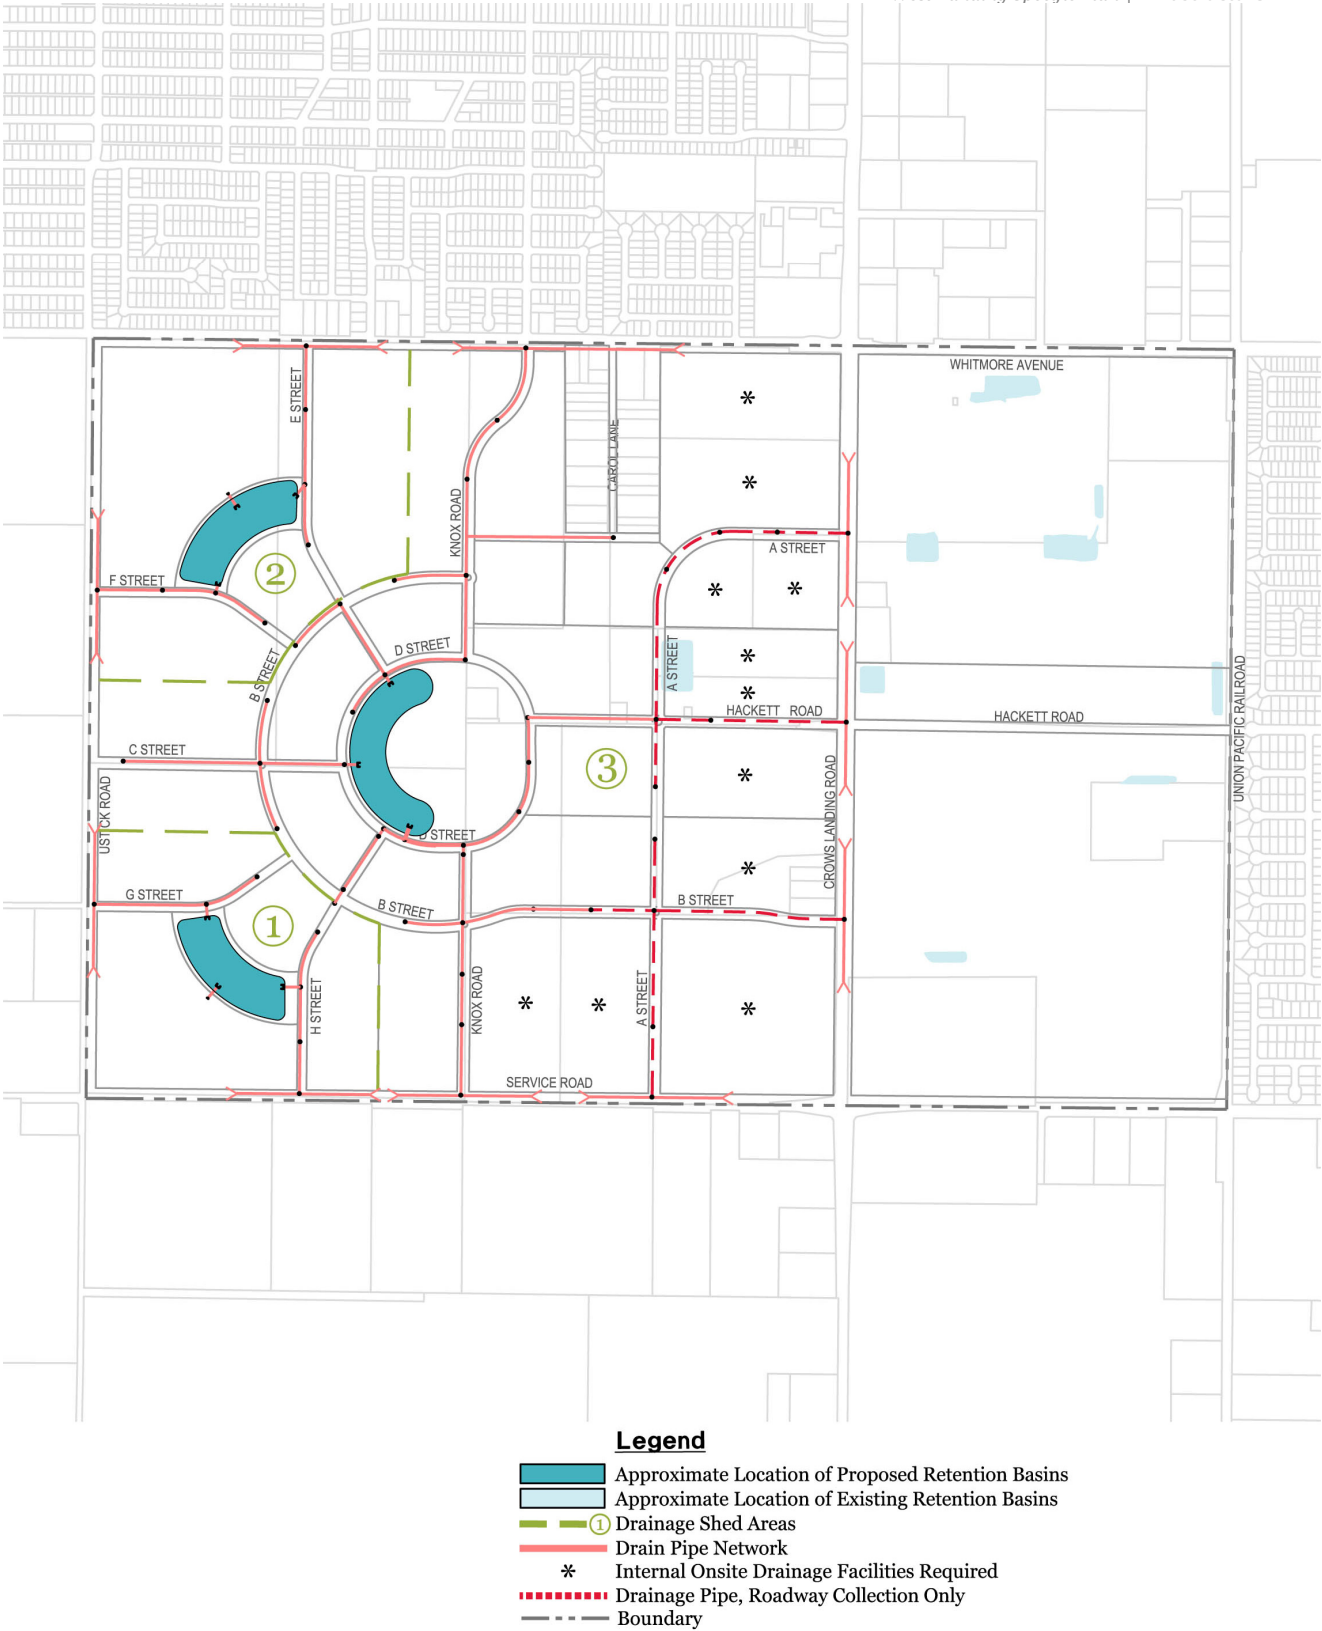 WHITMORE AVENUE
E STREET
CAROL LANE
KNOX ROAD
A STREET
F STREET
2
D STREET
A STREET
B STREET
HACKETT ROAD
HACKETT ROAD
UNION PACIFIC RAILROAD
C STREET
3
USTICK ROAD
CROWS LANDING ROAD
D STREET
G STREET
B STREET
B STREET
1
H STREET
KNOX ROAD
A STREET
SERVICE ROAD
Legend
Approximate Location of Proposed Retention Basins
Approximate Location of Existing Retention Basins
1 Drainage Shed Areas
Drain Pipe Network
* Internal Onsite Drainage Facilities Required
Drainage Pipe, Roadway Collection Only
Boundary